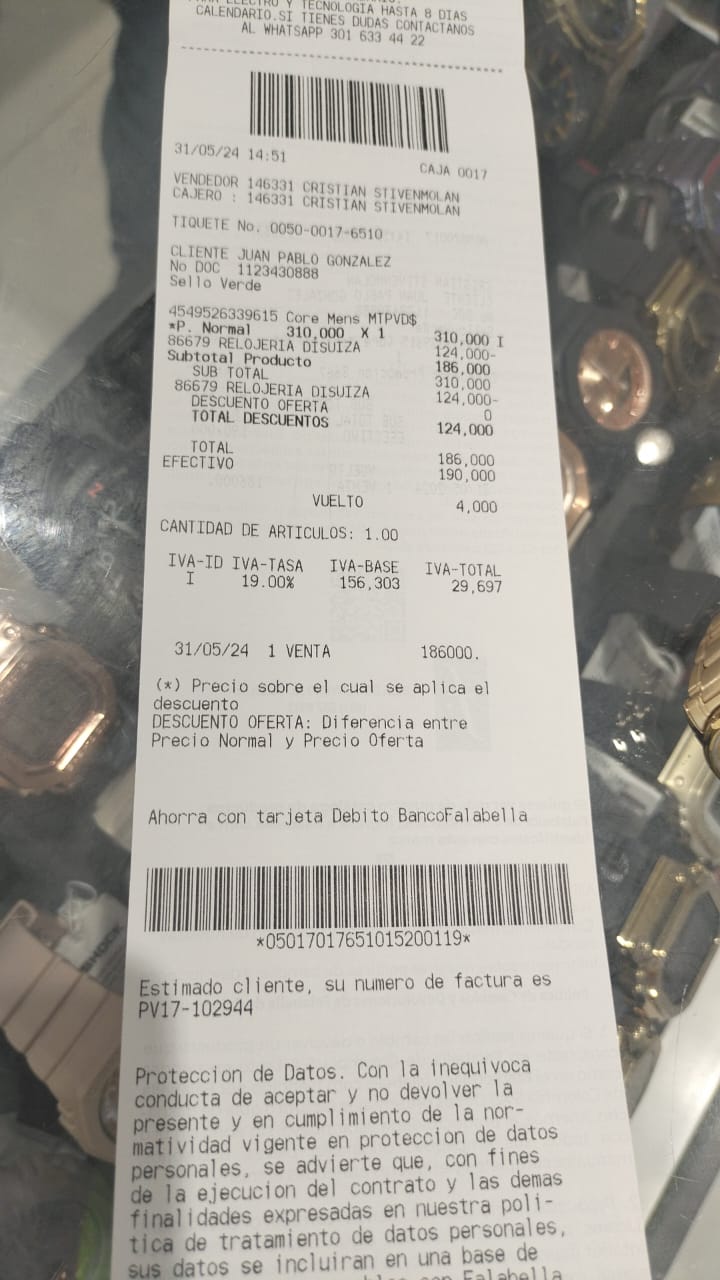 ELECTRO Y TECNOLOGIA HASTA 8 DIAS
CALENDARIO.SI TIENES DUDAS CONTACTANOS
AL WHATSAPP 301 633 44 22
31/05/24 14:51 CAJA 0017
VENDEDOR 146331 CRISTIAN STIVENMOLAN
CAJERO : 146331 CRISTIAN STIVENMOLAN
TIQUETE No. 0050-0017-6510
CLIENTE JUAN PABLO GONZALEZ
No DOC 1123430888
Sello Verde
4549526339615 Core Mens MTPVD$
*P. Normal 310,000 X 1 310,000 I
86679 RELOJERIA DISUIZA 124,000-
Subtotal Producto 186,000
SUB TOTAL 310,000
86679 RELOJERIA DISUIZA 124,000-
DESCUENTO OFERTA 0
TOTAL DESCUENTOS 124,000
TOTAL 186,000
EFECTIVO 190,000
VUELTO 4,000
CANTIDAD DE ARTICULOS: 1.00
IVA-ID IVA-TASA IVA-BASE IVA-TOTAL
I 19.00% 156,303 29,697
31/05/24 1 VENTA 186000.
(*) Precio sobre el cual se aplica el
descuento
DESCUENTO OFERTA: Diferencia entre
Precio Normal y Precio Oferta
Ahorra con tarjeta Debito BancoFalabella
*05017017651015200119*
Estimado cliente, su numero de factura es
PV17-102944
Proteccion de Datos. Con la inequivoca
conducta de aceptar y no devolver la
presente y en cumplimiento de la nor-
matividad vigente en proteccion de datos
personales, se advierte que, con fines
de la ejecucion del contrato y las demas
finalidades expresadas en nuestra poli-
tica de tratamiento de datos personales,
sus datos se incluiran en una base de
Falabella